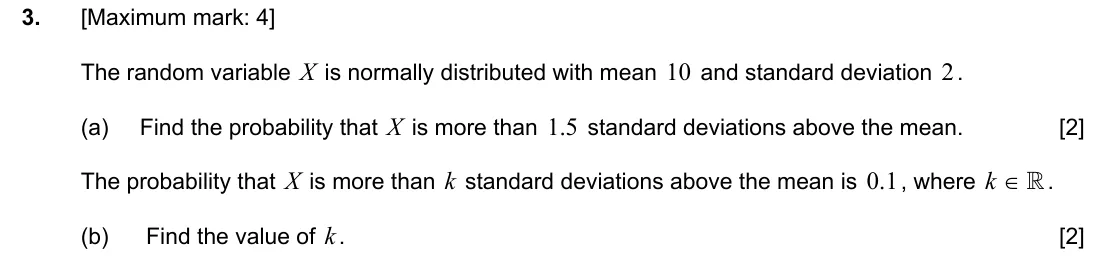 3. [Maximum mark: 4]
The random variable X is normally distributed with mean 10 and standard deviation 2.
(a) Find the probability that X is more than 1.5 standard deviations above the mean. [2]
The probability that X is more than k standard deviations above the mean is 0.1, where k ∈ ℝ.
(b) Find the value of k. [2]